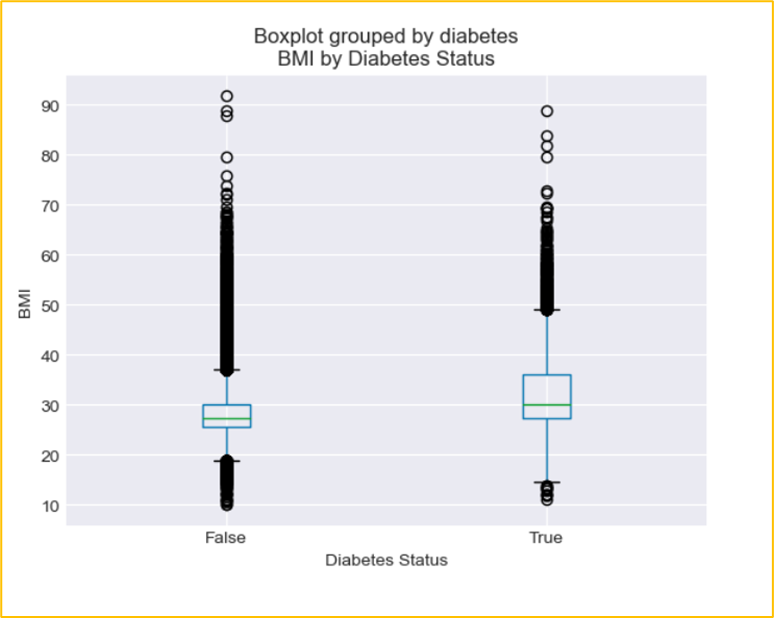 Boxplot grouped by diabetes
BMI by Diabetes Status
90
80
70
60
50
40
30
20
10
BMI
False
True
Diabetes Status